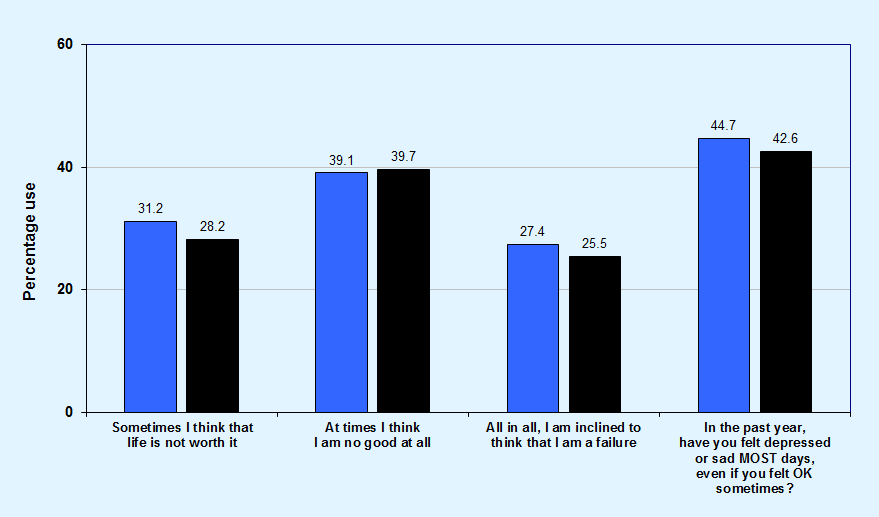 60
40
20
0
Percentage use
31.2
28.2
39.1
39.7
27.4
25.5
44.7
42.6
Sometimes I think that
life is not worth it
At times I think
I am no good at all
All in all, I am inclined to
think that I am a failure
In the past year,
have you felt depressed
or sad MOST days,
even if you felt OK
sometimes?